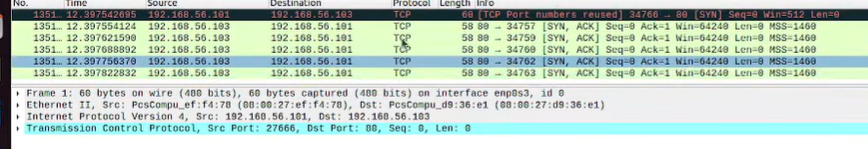 No. Time Source Destination Protocol Length Info
1351… 12.397542695 192.168.56.101 192.168.56.103 TCP 60 [TCP Port numbers reused] 34766 → 80 [SYN] Seq=0 Win=512 Len=0
1351… 12.397554124 192.168.56.103 192.168.56.101 TCP 58 80 → 34757 [SYN, ACK] Seq=0 Ack=1 Win=64240 Len=0 MSS=1460
1351… 12.397621590 192.168.56.103 192.168.56.101 TCP 58 80 → 34759 [SYN, ACK] Seq=0 Ack=1 Win=64240 Len=0 MSS=1460
1351… 12.397688892 192.168.56.103 192.168.56.101 TCP 58 80 → 34760 [SYN, ACK] Seq=0 Ack=1 Win=64240 Len=0 MSS=1460
1351… 12.397756370 192.168.56.103 192.168.56.101 TCP 58 80 → 34762 [SYN, ACK] Seq=0 Ack=1 Win=64240 Len=0 MSS=1460
1351… 12.397822832 192.168.56.103 192.168.56.101 TCP 58 80 → 34763 [SYN, ACK] Seq=0 Ack=1 Win=64240 Len=0 MSS=1460
Frame 1: 60 bytes on wire (480 bits), 60 bytes captured (480 bits) on interface enp0s3, id 0
Ethernet II, Src: PcsCompu_ef:f4:78 (08:00:27:ef:f4:78), Dst: PcsCompu_d9:36:e1 (08:00:27:d9:36:e1)
Internet Protocol Version 4, Src: 192.168.56.101, Dst: 192.168.56.103
Transmission Control Protocol, Src Port: 27666, Dst Port: 80, Seq: 0, Len: 0